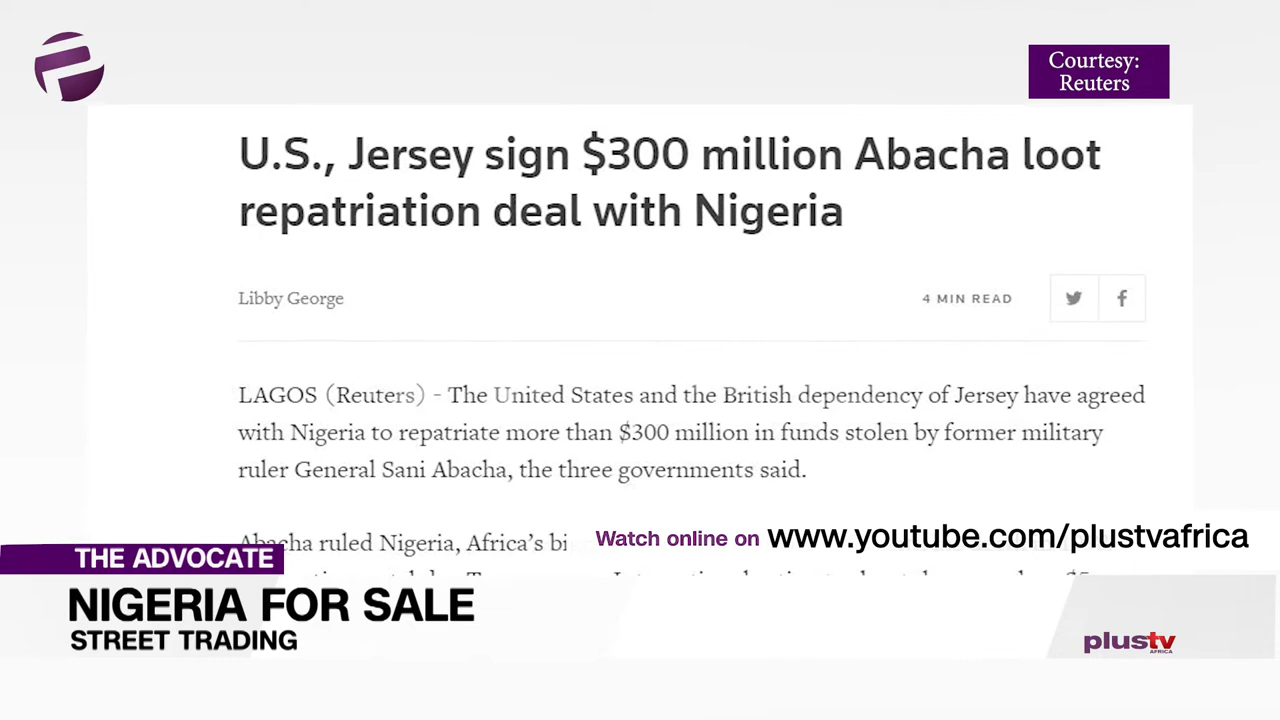 Courtesy:
Reuters
U.S., Jersey sign $300 million Abacha loot
repatriation deal with Nigeria
Libby George
4 MIN READ
LAGOS (Reuters) - The United States and the British dependency of Jersey have agreed
with Nigeria to repatriate more than $300 million in funds stolen by former military
ruler General Sani Abacha, the three governments said.
Abacha ruled Nigeria, Africa's bi
Watch online on www.youtube.com/plustvafrica
THE ADVOCATE
NIGERIA FOR SALE
STREET TRADING
plustv
AFRICA